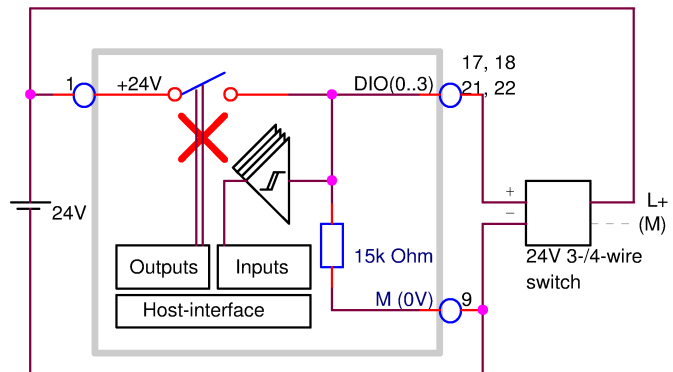 17, 18
1
+24V
DIO(0..3)
21, 22
+
L+
24V
−
(M)
Outputs
Inputs
15k Ohm
24V 3-/4-wire
switch
M (0V)
9
Host-interface